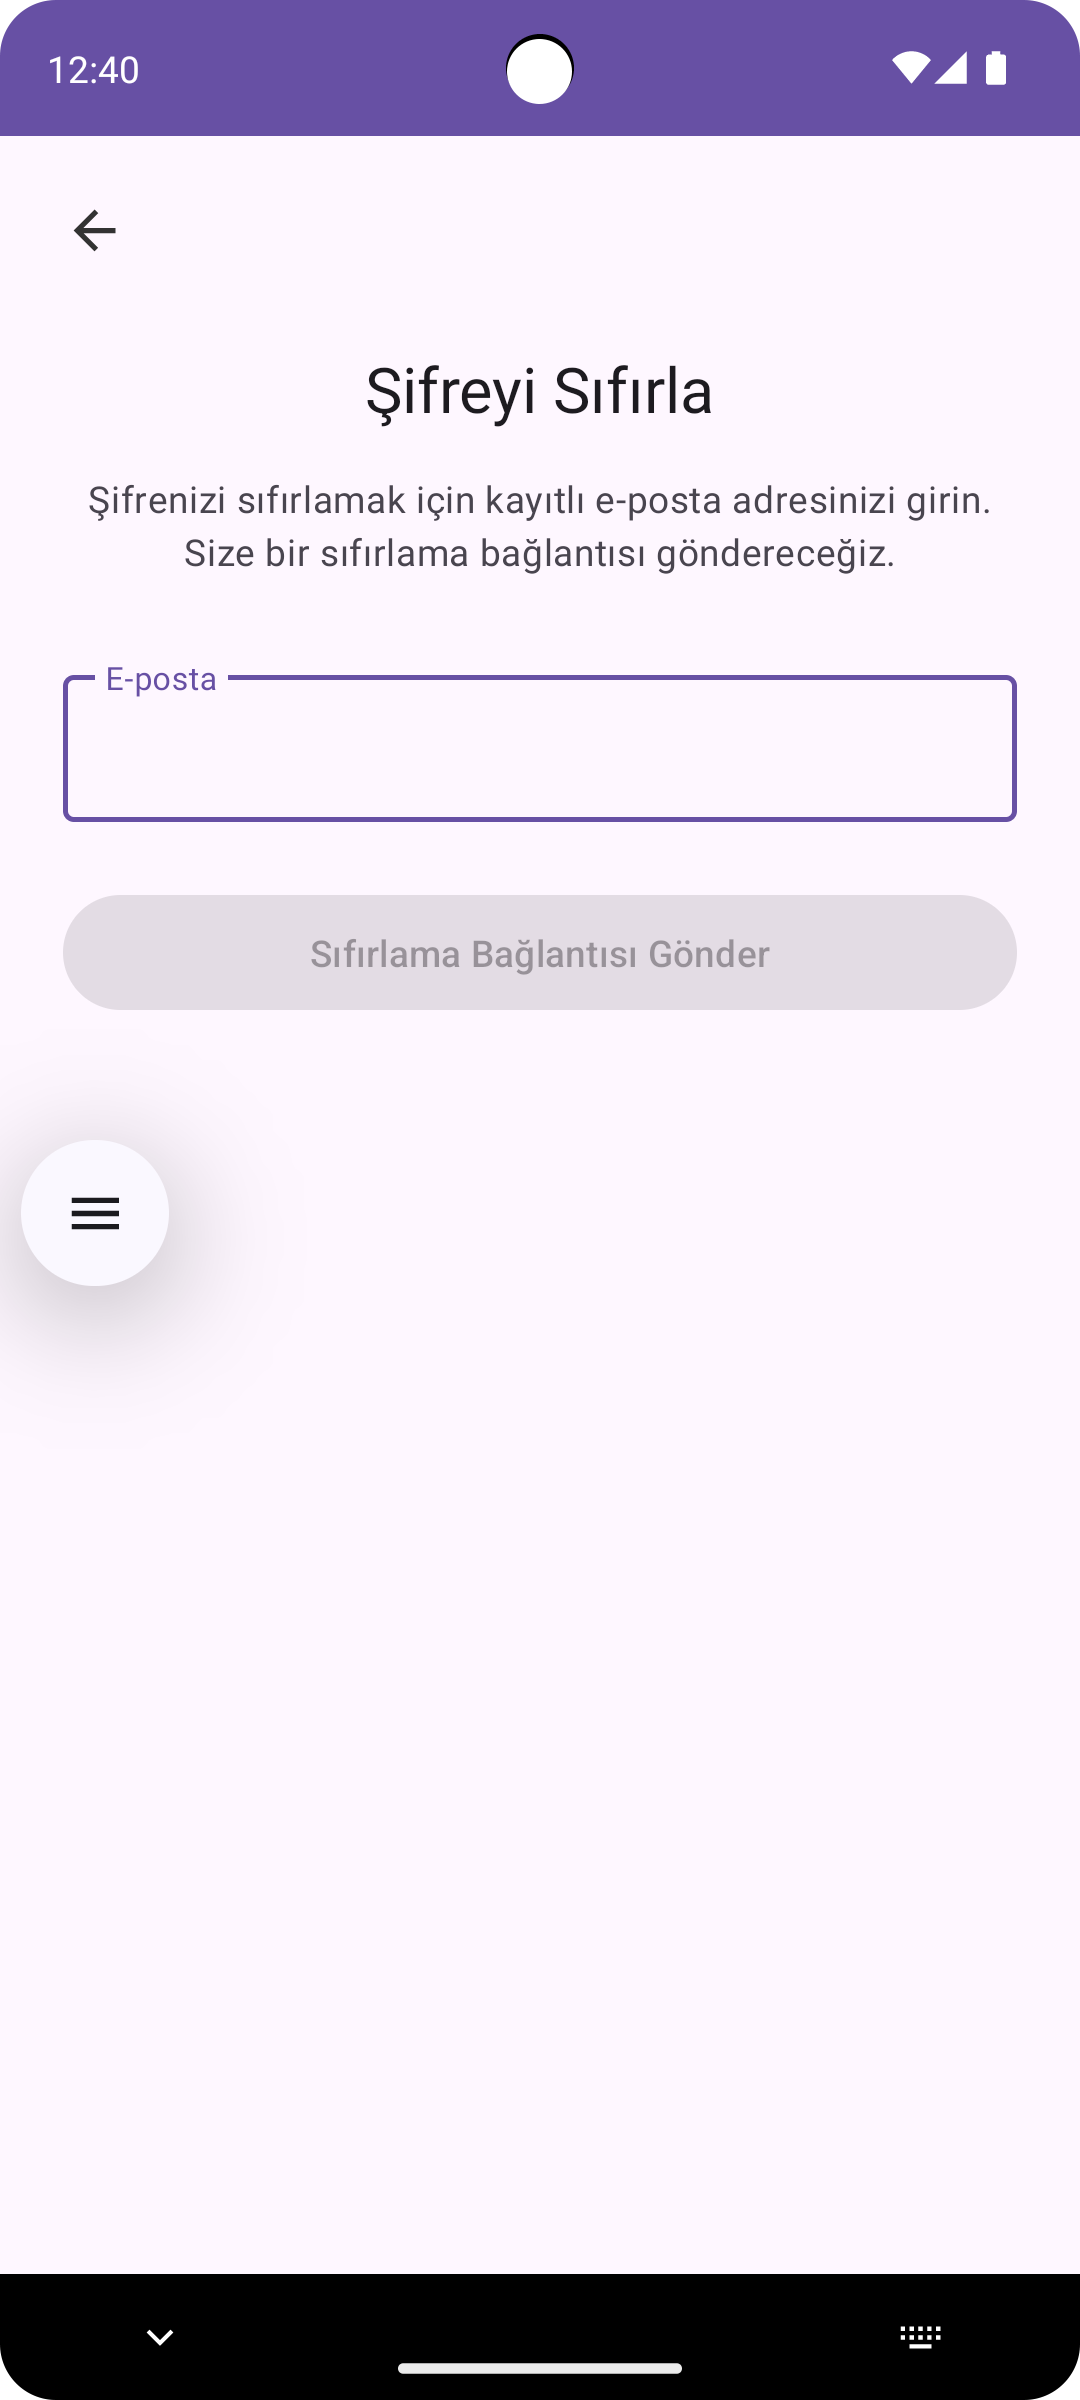 12:40
Şifreyi Sıfırla
Şifrenizi sıfırlamak için kayıtlı e-posta adresinizi girin.
Size bir sıfırlama bağlantısı göndereceğiz.
E-posta
Sıfırlama Bağlantısı Gönder